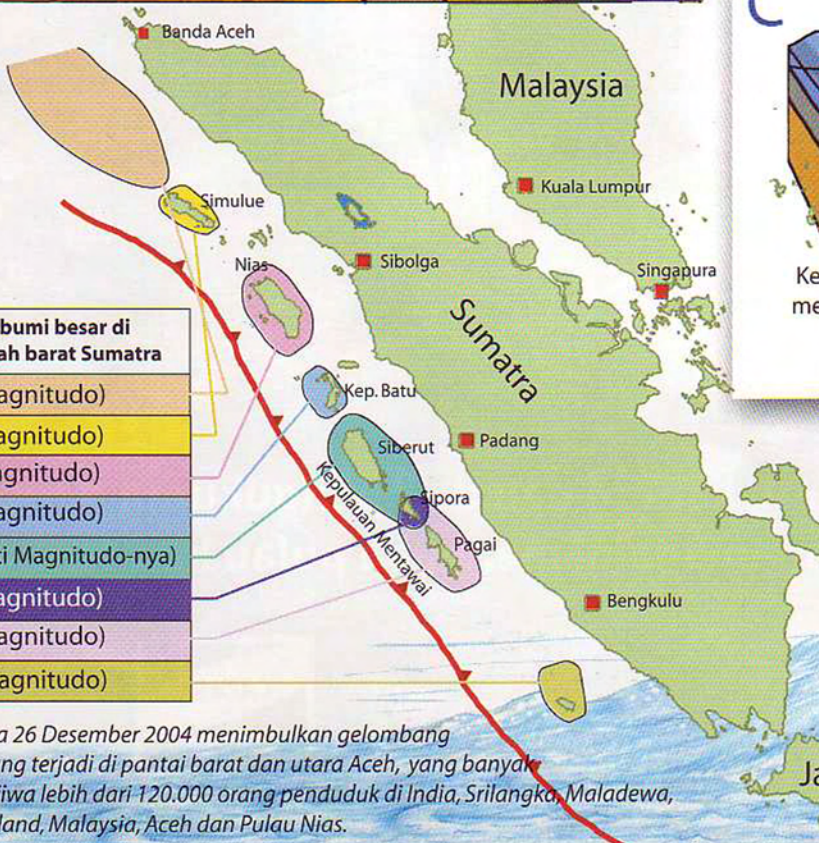 C
Banda Aceh
Malaysia
Kuala Lumpur
Simulue
Singapura
Sibolga
Nias
Sumatra
bumi besar di
ah barat Sumatra
agnitudo)
agnitudo)
agnitudo)
agnitudo)
i Magnitudo-nya)
agnitudo)
agnitudo)
agnitudo)
Kep. Batu
Siberut
Padang
Kepulauan Mentawai
Sipora
Pagai
Bengkulu
Ke
me
Ja
a 26 Desember 2004 menimbulkan gelombang
ng terjadi di pantai barat dan utara Aceh, yang banyak
jiwa lebih dari 120.000 orang penduduk di India, Srilangka, Maladewa,
land, Malaysia, Aceh dan Pulau Nias.